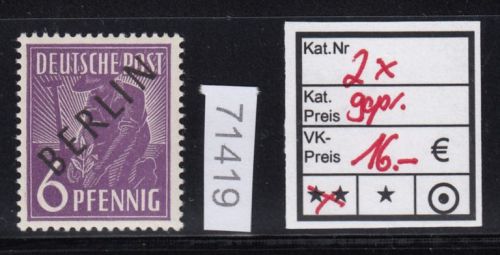 DEUTSCHE POST
BERLIN
6 PFENNIG
71419
Kat.Nr
2x
Kat.
Preis gepr.
VK-
Preis 16.- €
★★ ★